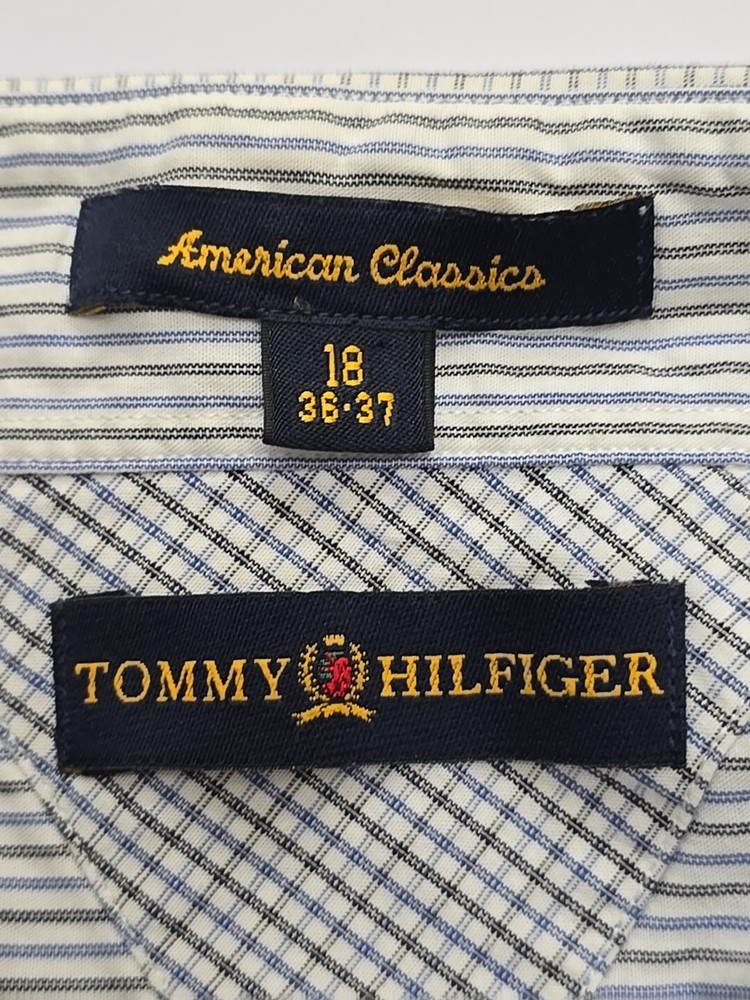 American Classics
18
36·37
TOMMY HILFIGER